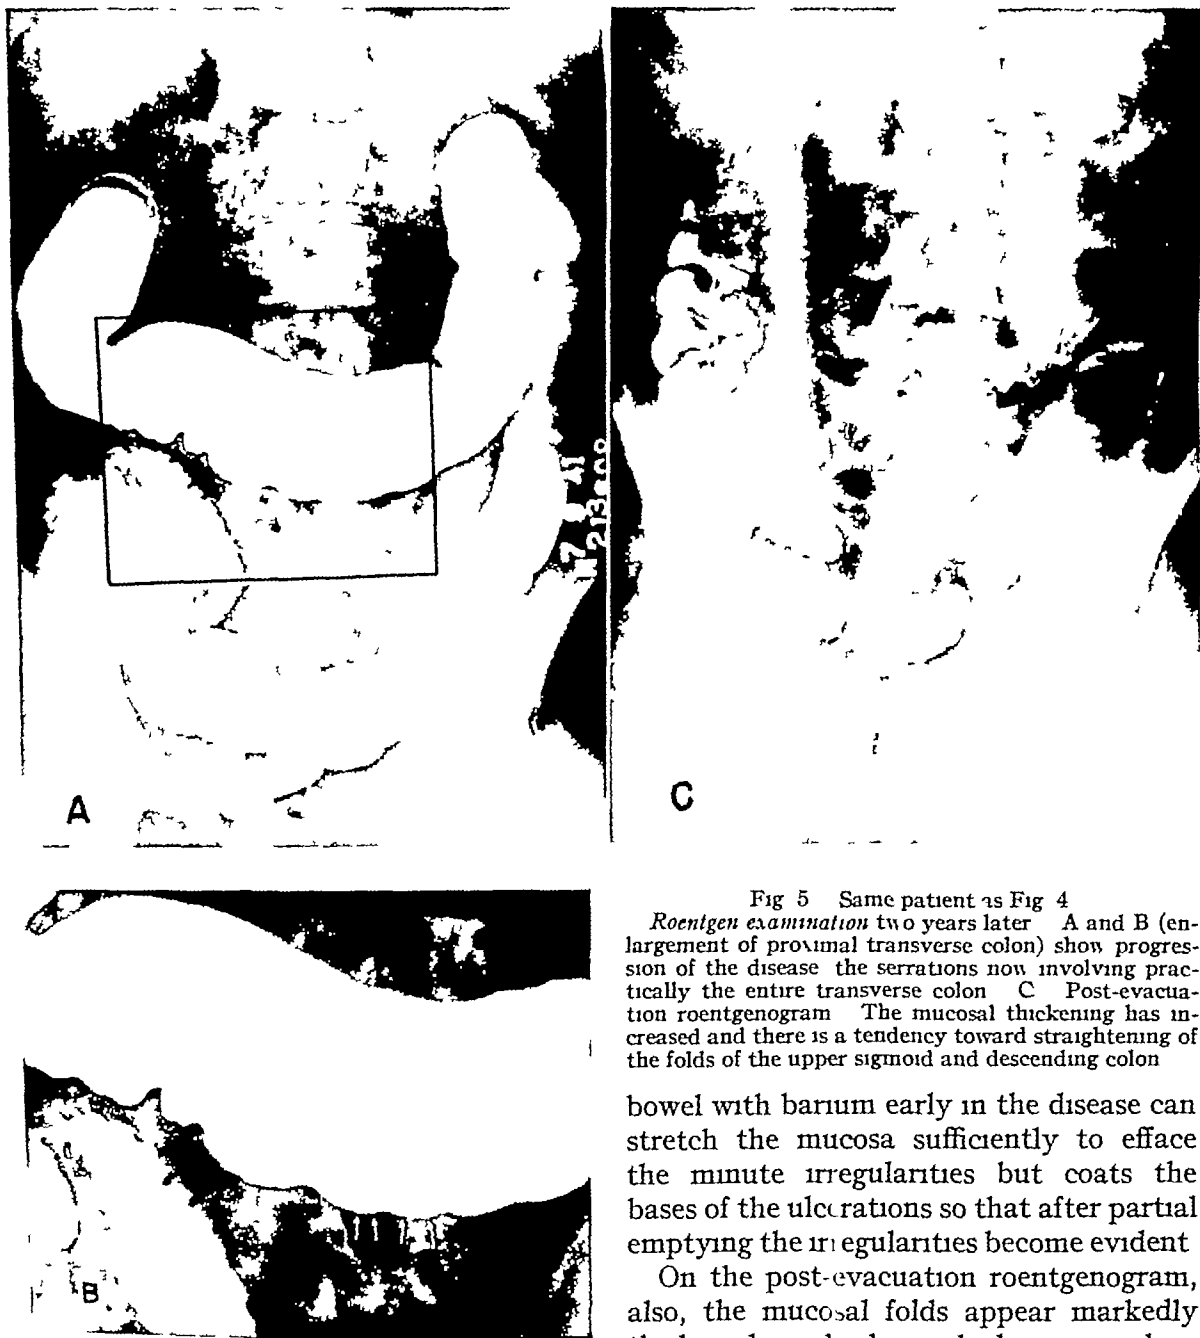 7 41
213
A
C
B
Fig 5 Same patient as Fig 4
Roentgen examination two years later A and B (en-
largement of proximal transverse colon) show progres-
sion of the disease the serrations now involving prac-
tically the entire transverse colon C Post-evacua-
tion roentgenogram The mucosal thickening has in-
creased and there is a tendency toward straightening of
the folds of the upper sigmoid and descending colon
bowel with barium early in the disease can
stretch the mucosa sufficiently to efface
the minute irregularities but coats the
bases of the ulcerations so that after partial
emptying the irregularities become evident
On the post-evacuation roentgenogram,
also, the mucosal folds appear markedly